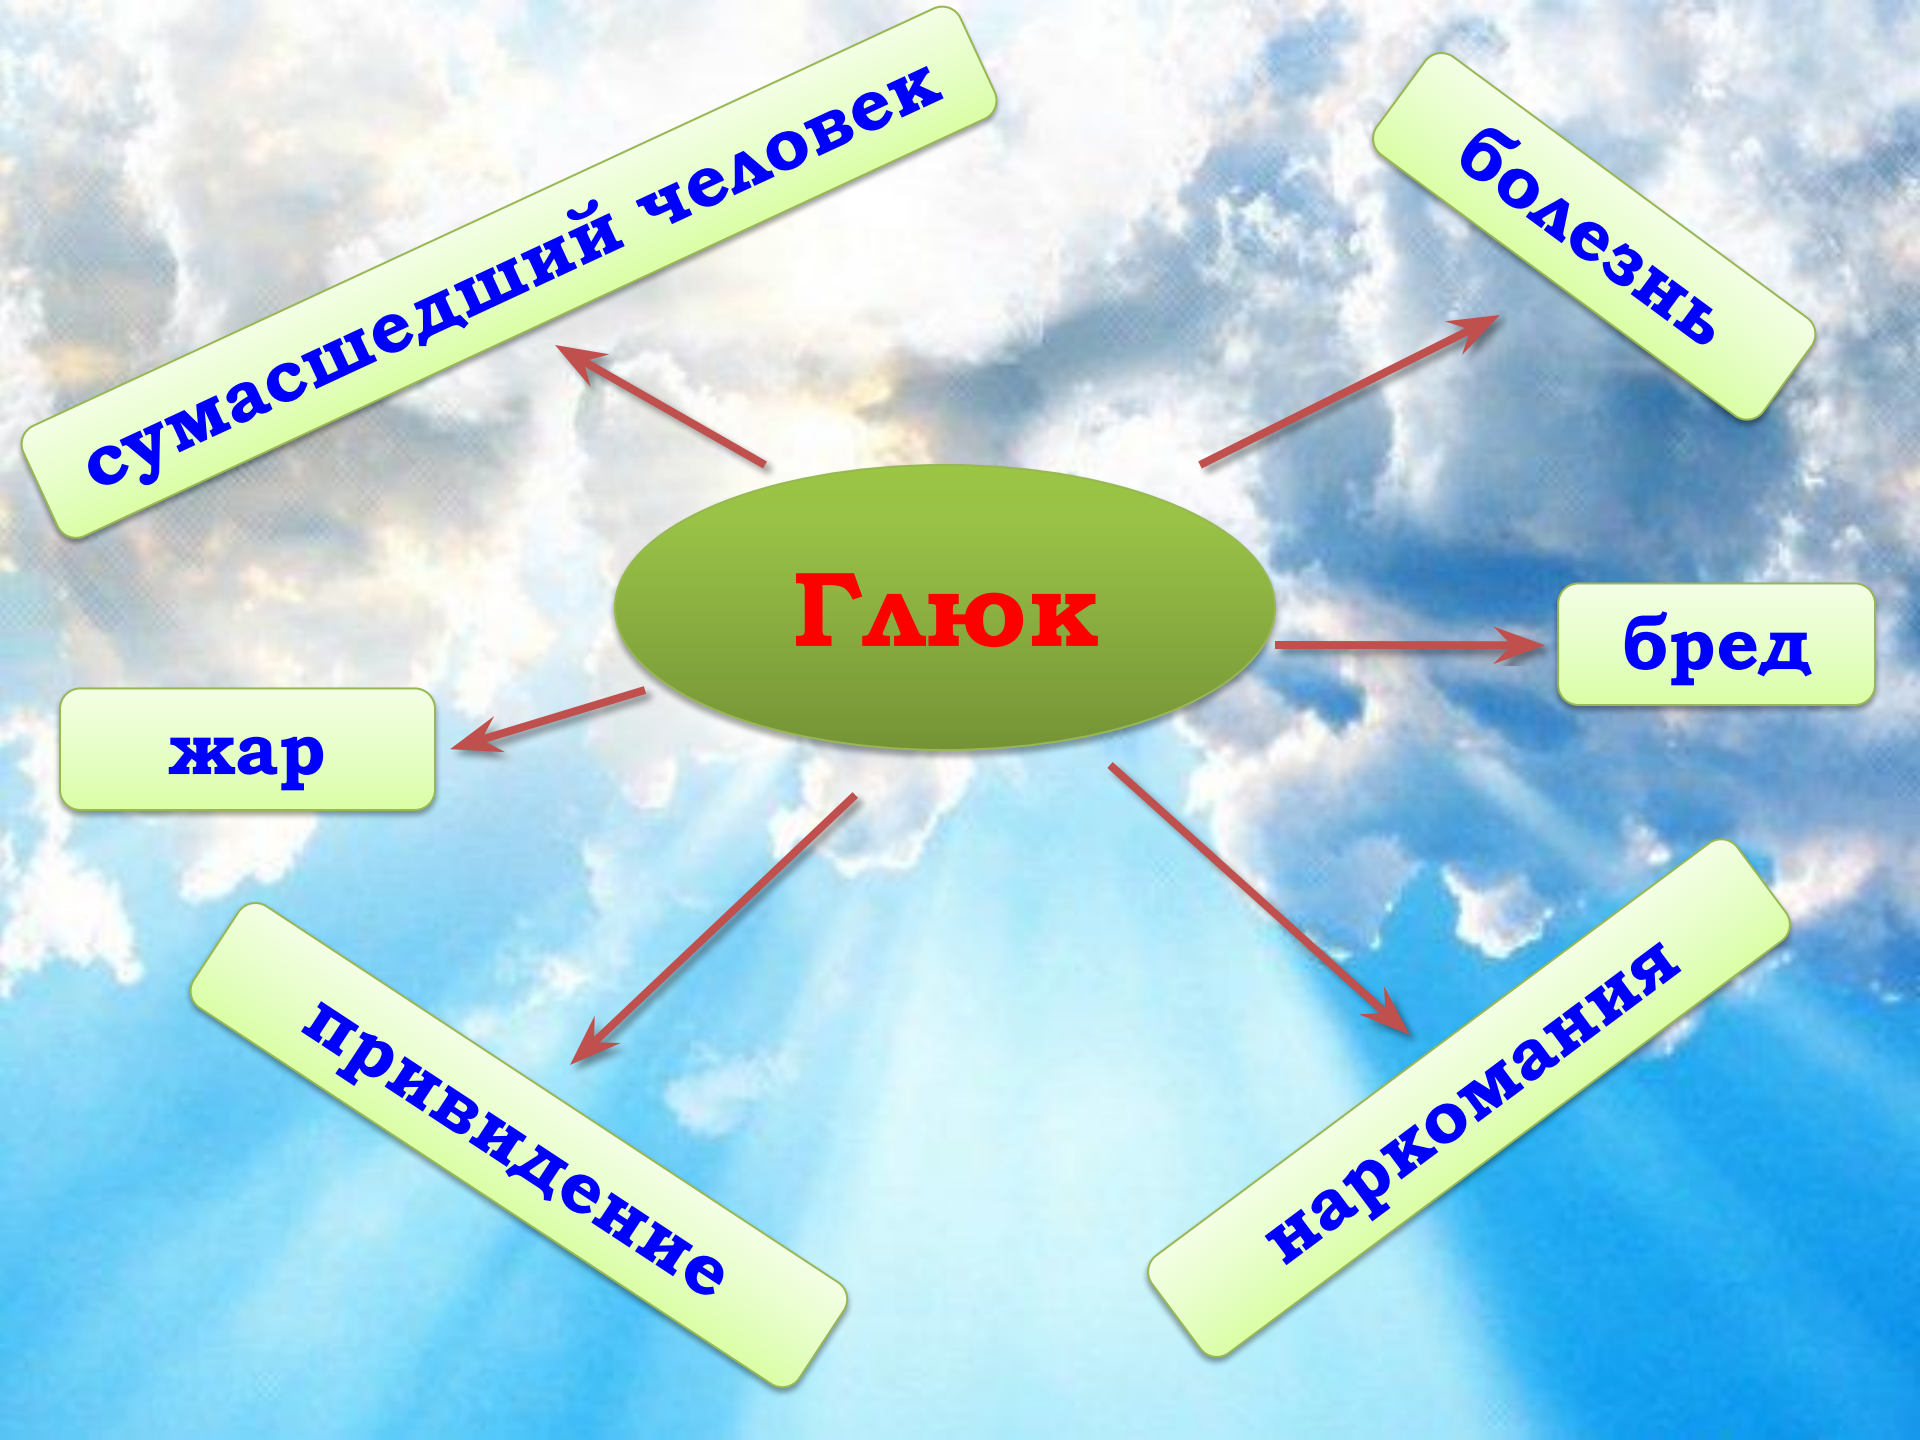 сумасшедший человек
болезнь
Глюк
бред
жар
привидение
наркомания